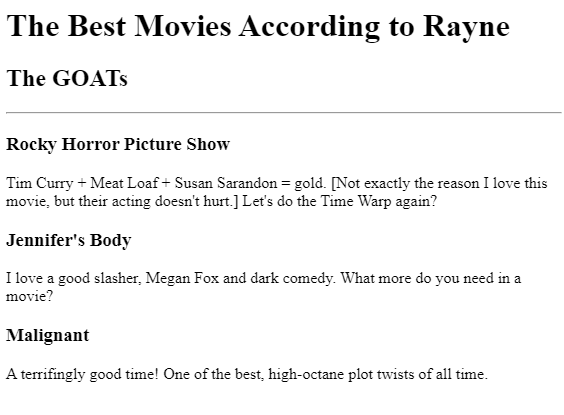 The Best Movies According to Rayne
The GOATs
Rocky Horror Picture Show
Tim Curry + Meat Loaf + Susan Sarandon = gold. [Not exactly the reason I love this
movie, but their acting doesn't hurt.] Let's do the Time Warp again?
Jennifer's Body
I love a good slasher, Megan Fox and dark comedy. What more do you need in a
movie?
Malignant
A terrifingly good time! One of the best, high-octane plot twists of all time.